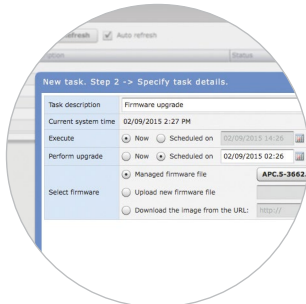 Refresh Auto refresh
Status
New task. Step 2 -> Specify task details.
Task description Firmware upgrade
Current system time 02/09/2015 2:27 PM
Execute Now Scheduled on 02/09/2015 14:26
Perform upgrade Now Scheduled on 02/09/2015 02:26
Managed firmware file APC.5-3662
Select firmware Upload new firmware file
Download the image from the URL: http://